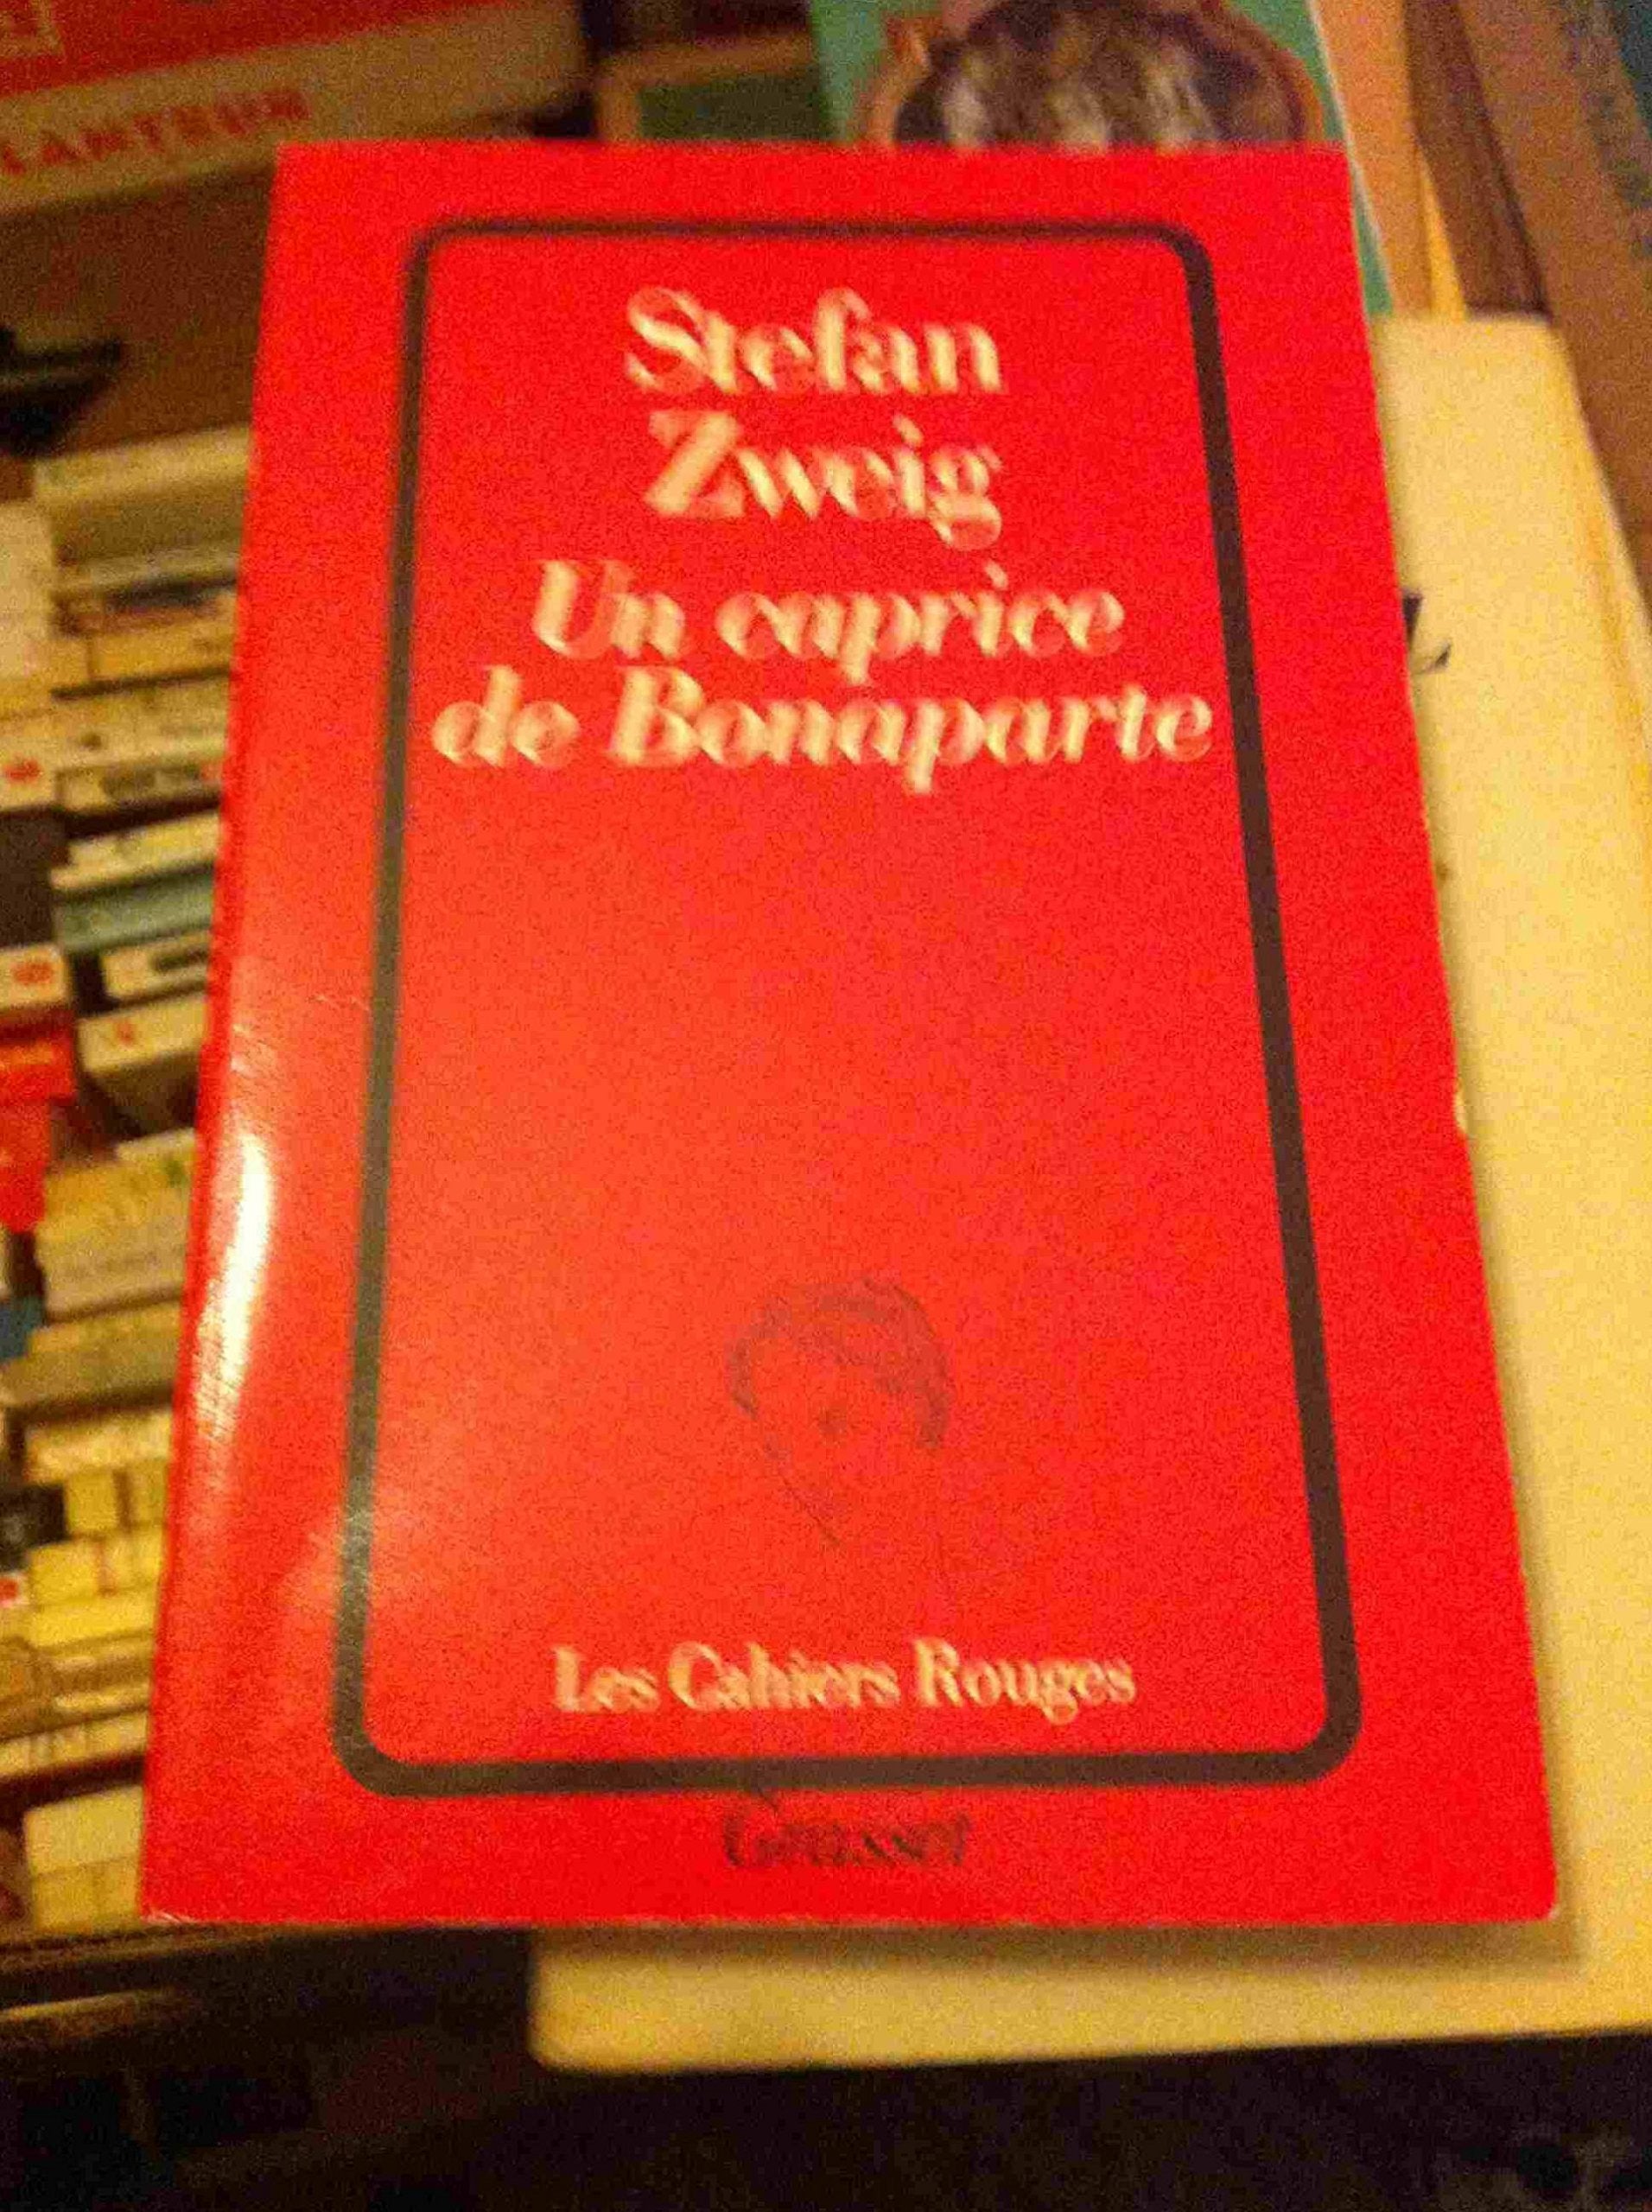 Stefan
Zweig
Un caprice
de Bonaparte
Les Cahiers Rouges
Grasset